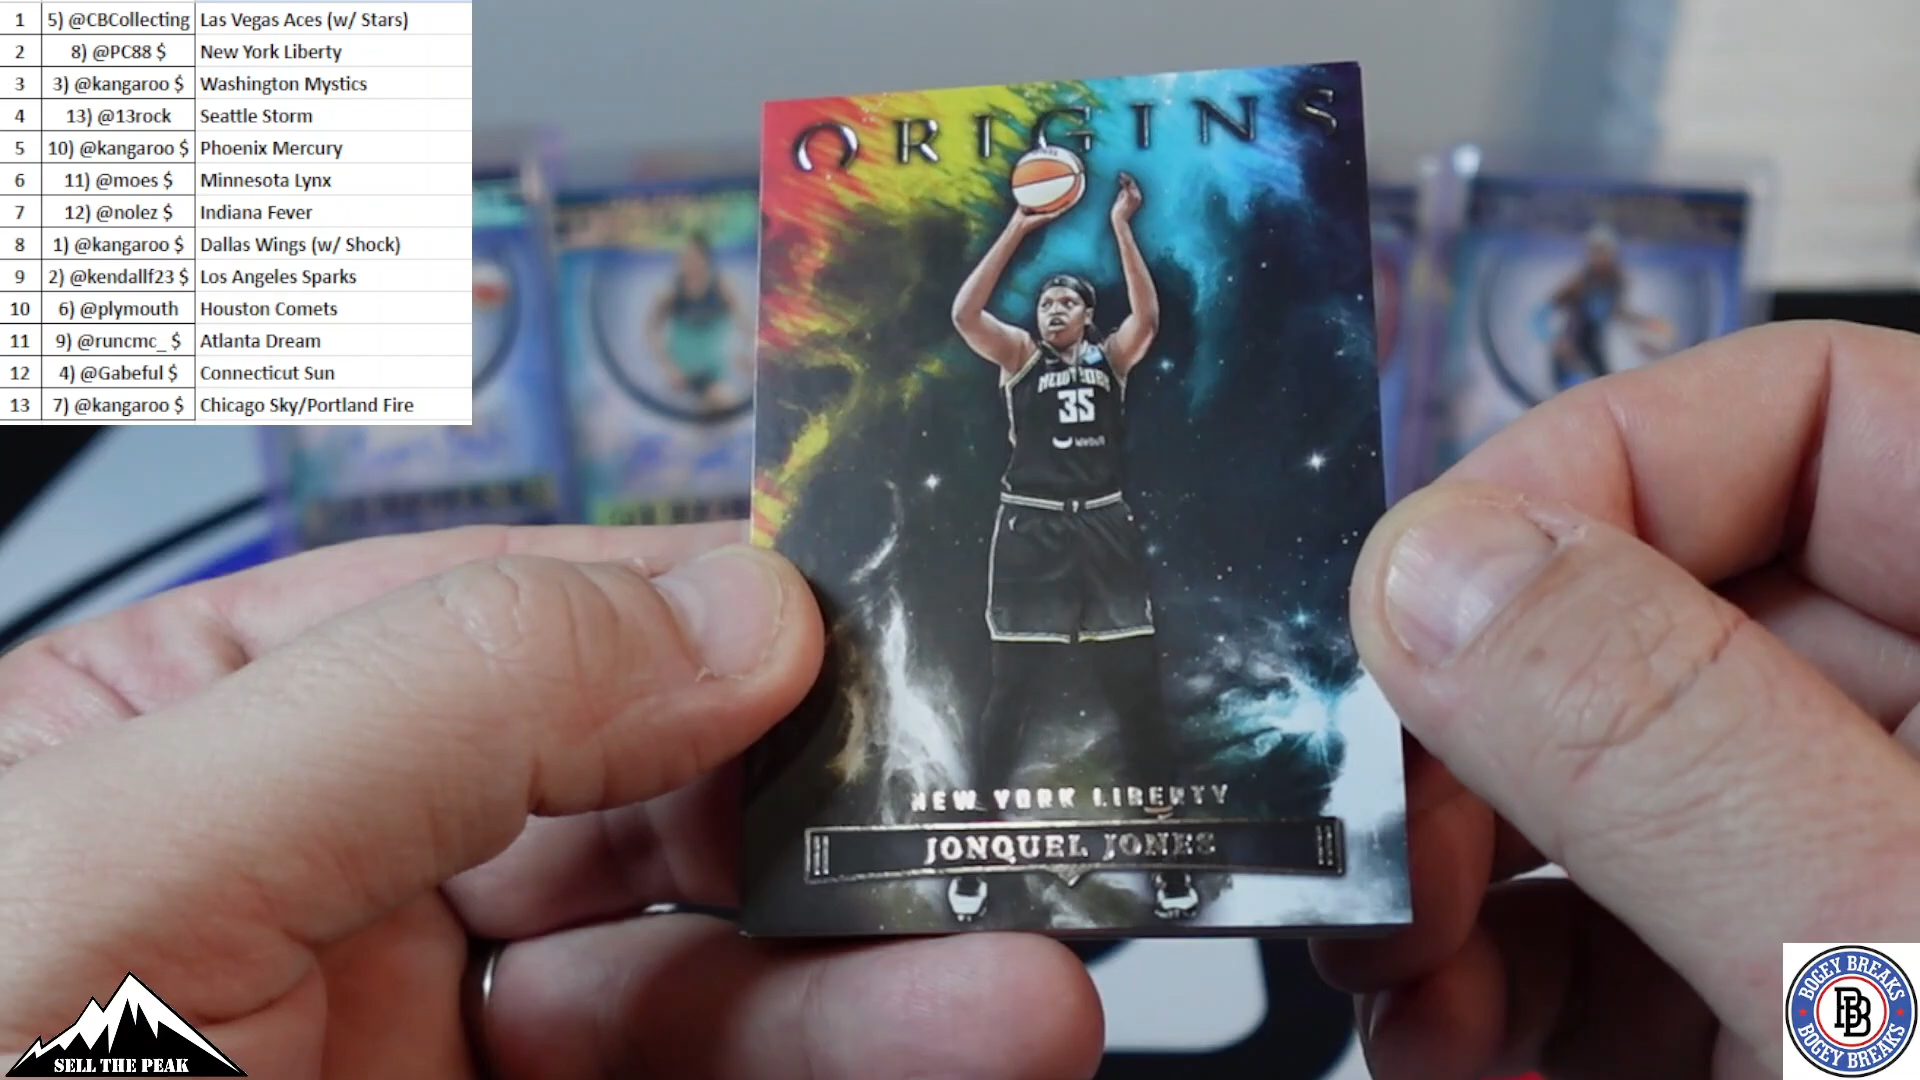 1 5) @CBCollecting Las Vegas Aces (w/ Stars)
2 8) @PC88 $ New York Liberty
3 3) @kangaroo $ Washington Mystics
4 13) @13rock Seattle Storm
5 10) @kangaroo $ Phoenix Mercury
6 11) @moes $ Minnesota Lynx
7 12) @nolez $ Indiana Fever
8 1) @kangaroo $ Dallas Wings (w/ Shock)
9 2) @kendallf23 $ Los Angeles Sparks
10 6) @plymouth Houston Comets
11 9) @runcmc_ $ Atlanta Dream
12 4) @Gabeful $ Connecticut Sun
13 7) @kangaroo $ Chicago Sky/Portland Fire
ORIGINS
NEW YORK
35
NEW YORK LIBERTY
JONQUEL JONES
SELL THE PEAK
BOGEY BREAKS
BB
BOGEY BREAKS